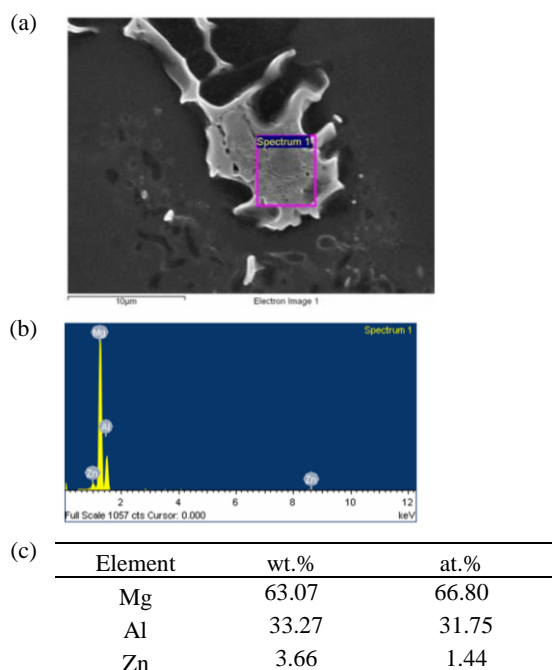 (a)
Spectrum 1
10µm Electron Image 1
(b)
Spectrum 1
Mg
Al
Zn Zn
2 4 6 8 10 12
Full Scale 1057 cts Cursor: 0.000 keV
(c)
Element wt.% at.%
Mg 63.07 66.80
Al 33.27 31.75
Zn 3.66 1.44